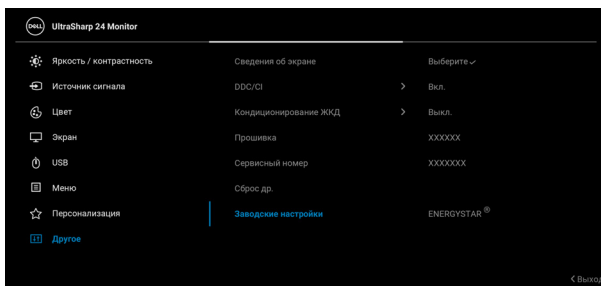 DELL UltraSharp 24 Monitor
Яркость / контрастность Сведения об экране Выберите
Источник сигнала DDC/CI Вкл.
Цвет Кондиционирование ЖКД Выкл.
Экран Прошивка XXXXXX
USB Сервисный номер XXXXXXX
Меню Сброс др.
Персонализация Заводские настройки ENERGYSTAR ®
Другое
Выход